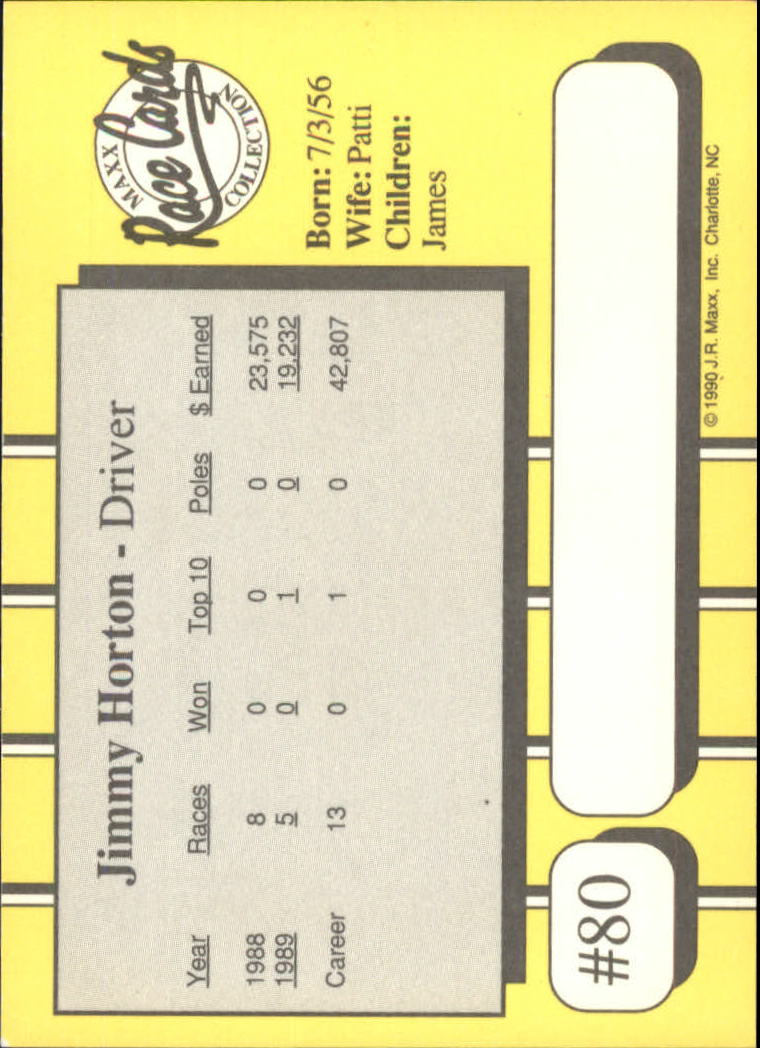 Jimmy Horton - Driver
Year Races Won Top 10 Poles $ Earned
1988 8 0 0 0 23,575
1989 5 0 1 0 19,232
Career 13 0 1 0 42,807
MAXX
Race Cards
COLLECTION
Born: 7/3/56
Wife: Patti
Children:
James
#80
© 1990 J.R. Maxx, Inc. Charlotte, NC